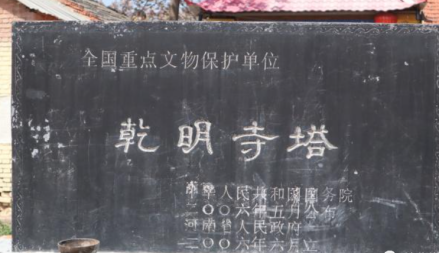 全国重点文物保护单位
乾明寺塔
中华人民共和国国务院
二〇〇六年五月公布
河南省人民政府
二〇〇六年六月立